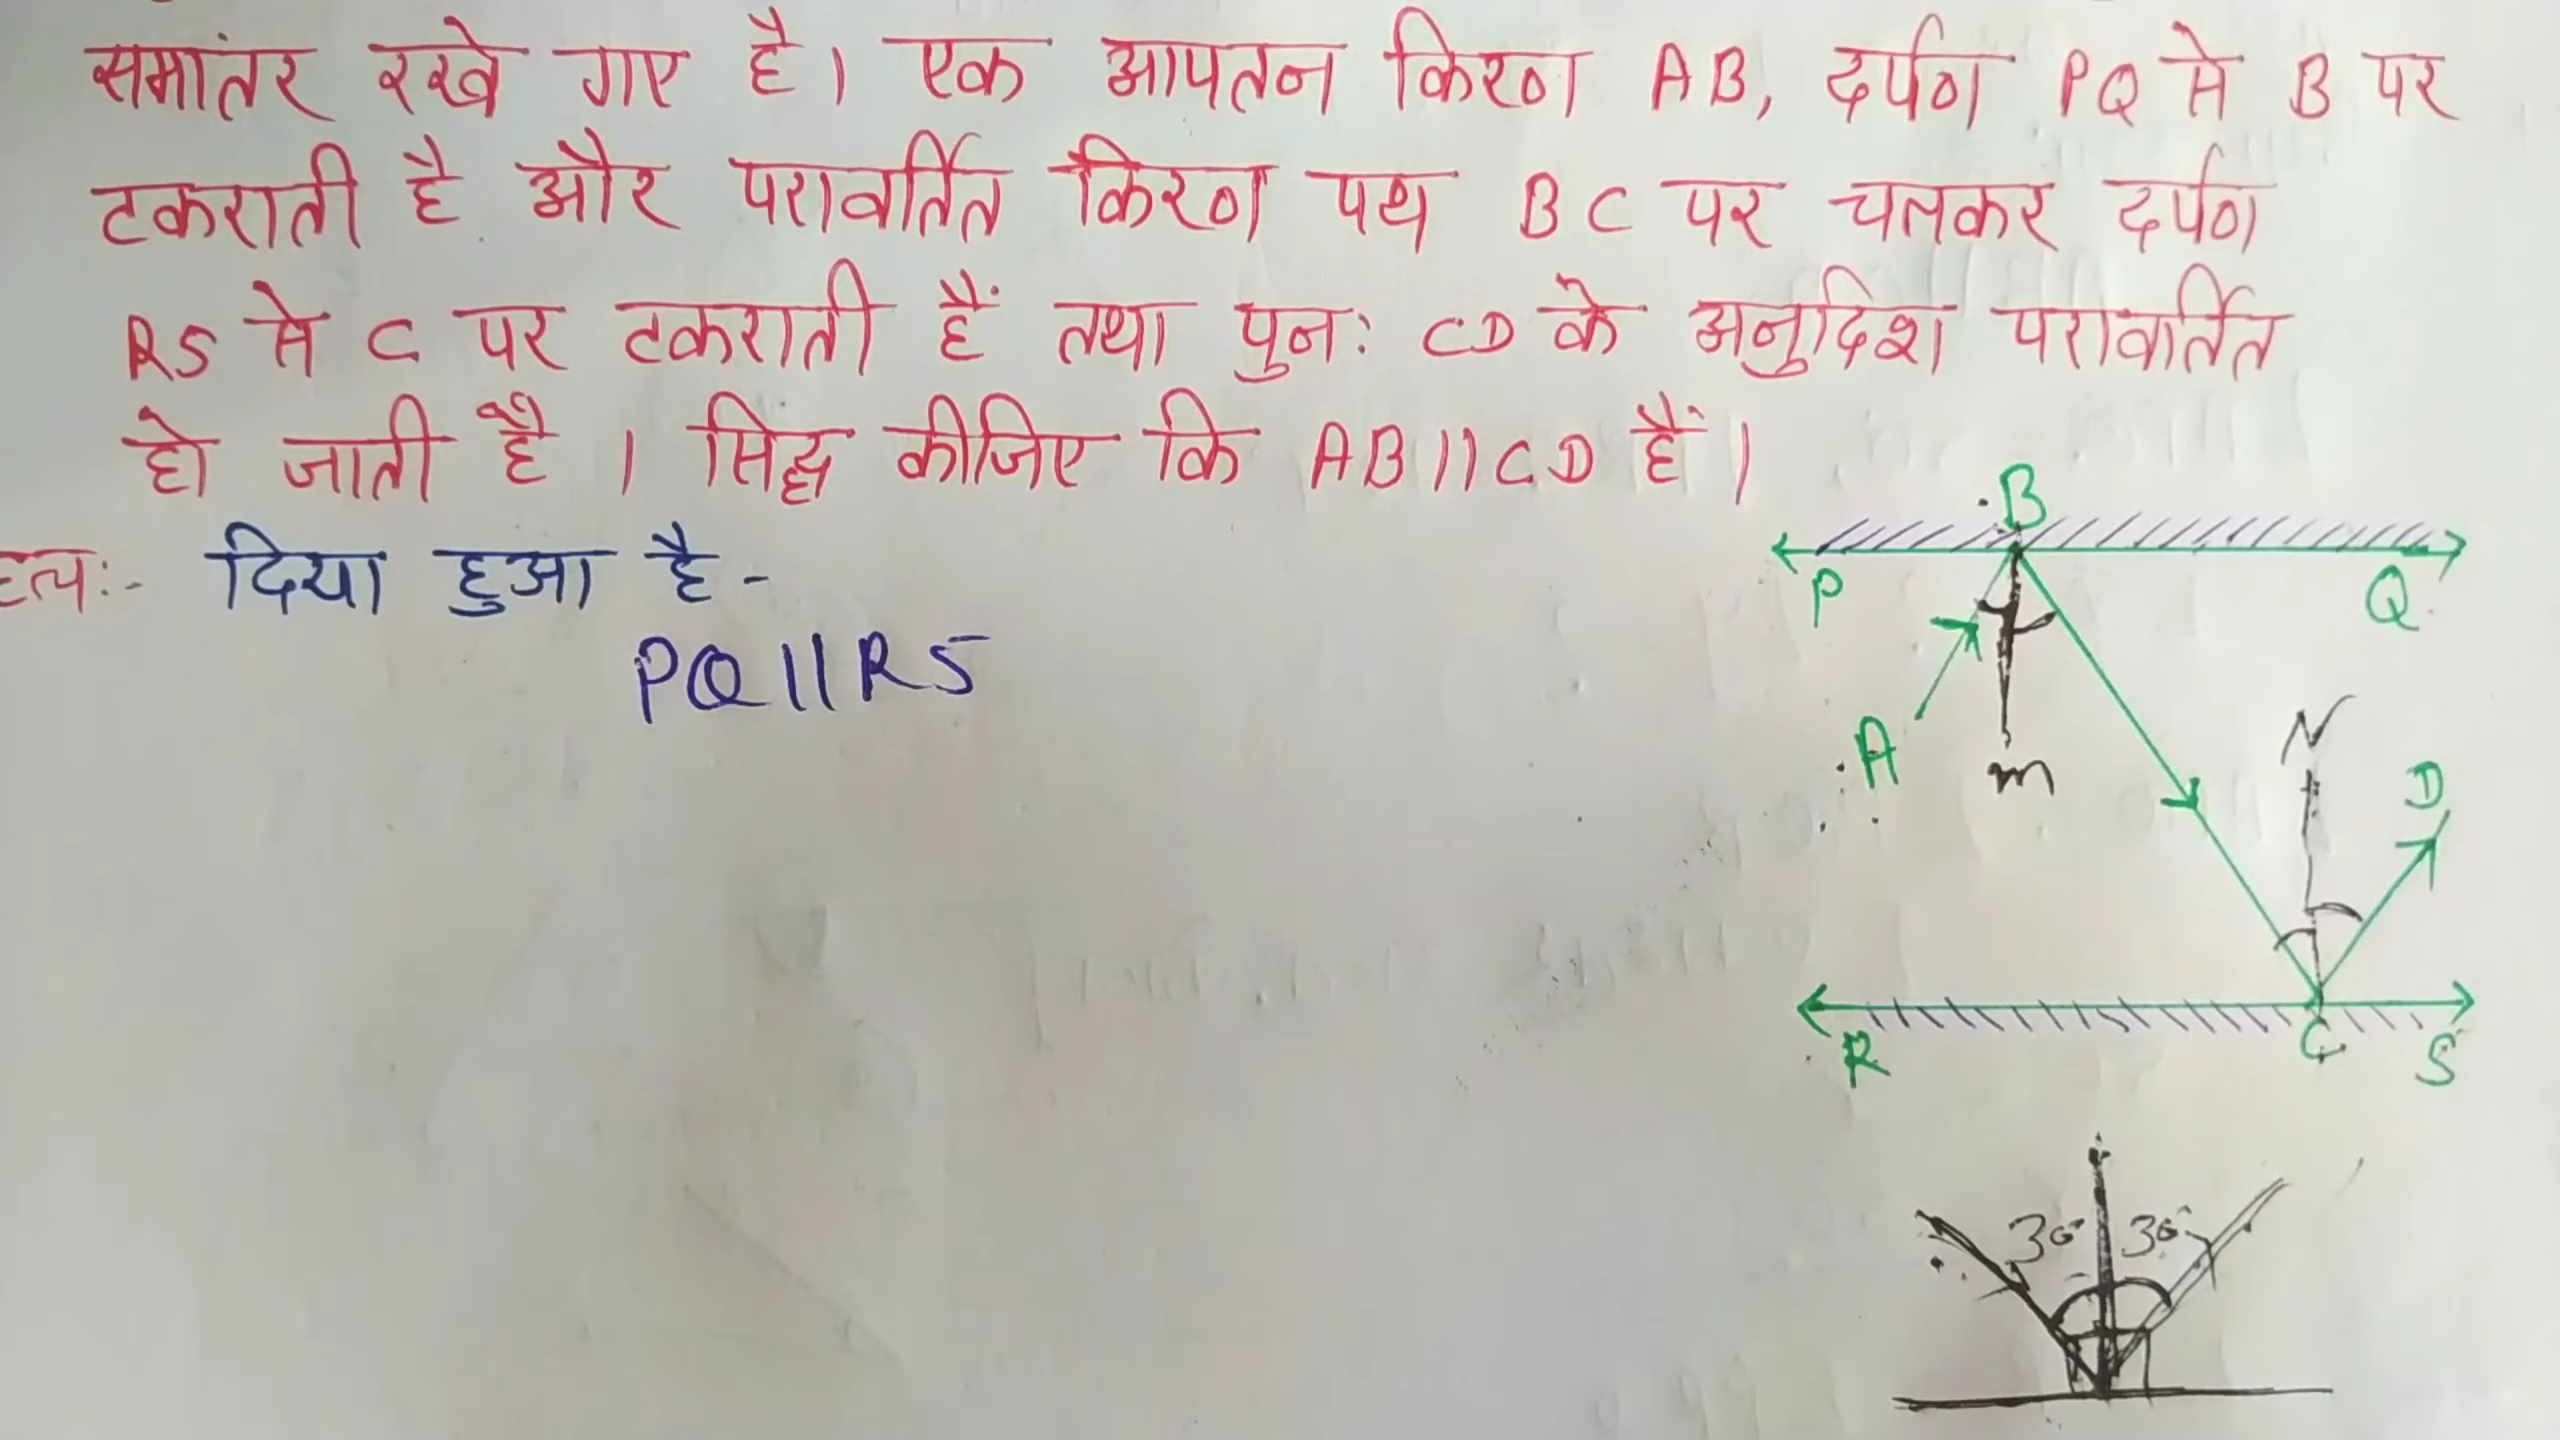 समांतर रखे गए है। एक आपतन किरण AB, दर्पण PQ से B पर
टकराती है और परावर्तित किरण पथ BC पर चलकर दर्पण
RS से C पर टकराती हैं तथा पुनः CD के अनुदिश परावर्तित
हो जाती है । सिद्ध कीजिए कि AB||CD हैं ।
हल:- दिया हुआ है -
PQ||RS
B
P
Q
A
m
N
D
R
C
S
30° 30°